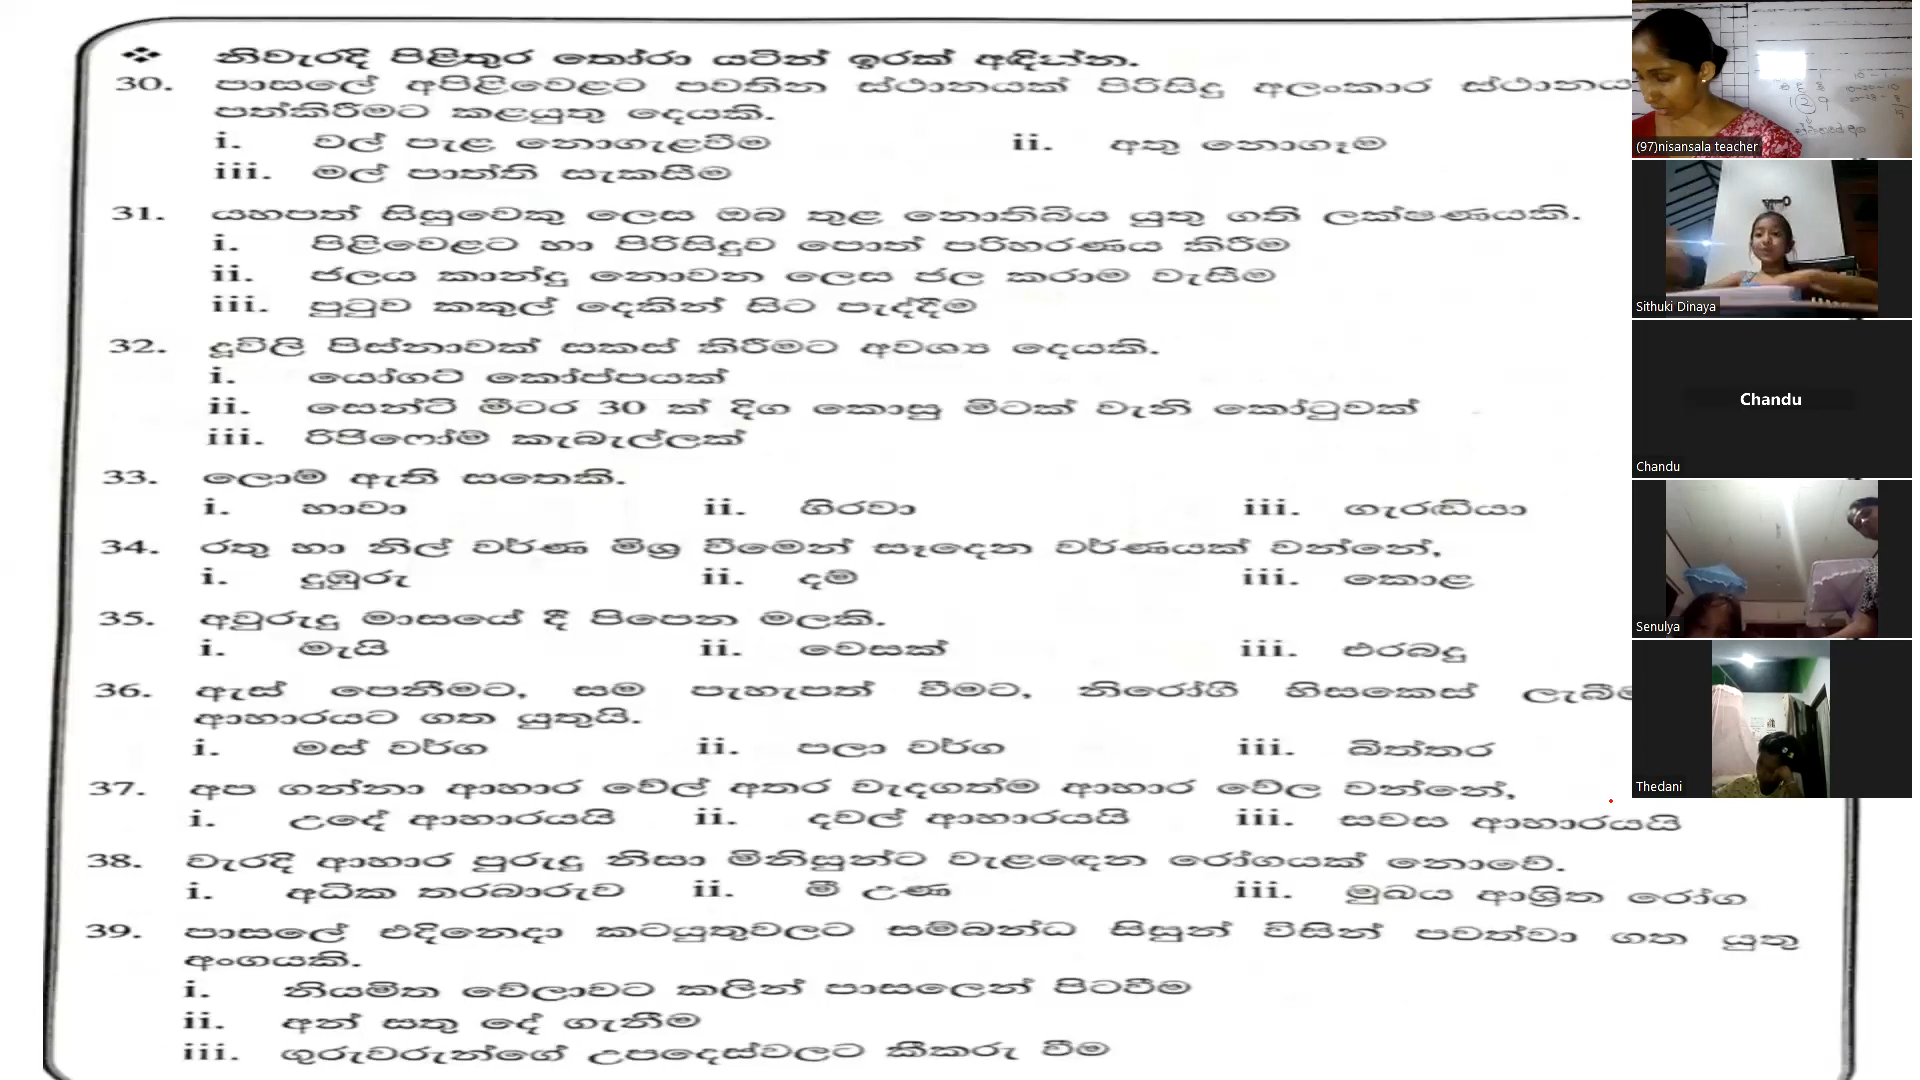 ❖ නිවැරදි පිළිතුර තෝරා යටින් ඉරක් අඳින්න.
30. පාසලේ අපිළිවෙළට පවතින ස්ථානයක් පිරිසිදු අලංකාර ස්ථානය
පත්කිරීමට කළයුතු දෙයකි.
i. වල් පැළ නොගැළවීම ii. අතු නොගෑම
iii. මල් පාත්ති සැකසීම
31. යහපත් සිසුවෙකු ලෙස ඔබ තුළ නොතිබිය යුතු ගති ලක්ෂණයකි.
i. පිළිවෙළට හා පිරිසිදුව පොත් පරිහරණය කිරීම
ii. ජලය කාන්දු නොවන ලෙස ජල කරාම වැසීම
iii. පුටුව කකුල් දෙකින් සිට පැද්දීම
32. දූවිලි පිස්නාවක් සකස් කිරීමට අවශ්‍ය දෙයකි.
i. යෝගට් කෝප්පයක්
ii. සෙන්ටි මීටර 30 ක් දිග කොසු මිටක් වැනි කෝටුවක්
iii. රිජිෆෝම් කැබැල්ලක්
33. ලොම් ඇති සතෙකි.
i. හාවා ii. ගිරවා iii. ගැරඬියා
34. රතු හා නිල් වර්ණ මිශ්‍ර වීමෙන් සෑදෙන වර්ණයක් වන්නේ,
i. දුඹුරු ii. දම් iii. කොළ
35. අවුරුදු මාසයේ දී පිපෙන මලකි.
i. මැයි ii. වෙසක් iii. එරබදු
36. ඇස් පෙනීමට, සම පැහැපත් වීමට, නිරෝගී හිසකෙස් ලැබීම
ආහාරයට ගත යුතුයි.
i. මස් වර්ග ii. පලා වර්ග iii. බිත්තර
37. අප ගන්නා ආහාර වේල් අතර වැදගත්ම ආහාර වේල වන්නේ,
i. උදේ ආහාරයයි ii. දවල් ආහාරයයි iii. සවස ආහාරයයි
38. වැරදි ආහාර පුරුදු නිසා මිනිසුන්ට වැළඳෙන රෝගයක් නොවේ.
i. අධික තරබාරුව ii. මී උණ iii. මුඛය ආශ්‍රිත රෝග
39. පාසලේ එදිනෙදා කටයුතුවලට සම්බන්ධ සිසුන් විසින් පවත්වා ගත යුතු
අංගයකි.
i. නියමිත වේලාවට කලින් පාසලෙන් පිටවීම
ii. අන් සතු දේ ගැනීම
iii. ගුරුවරුන්ගේ උපදෙස්වලට කීකරු වීම
(97)nisansala teacher
Sithuki Dinaya
Chandu
Chandu
Senulya
Thedani